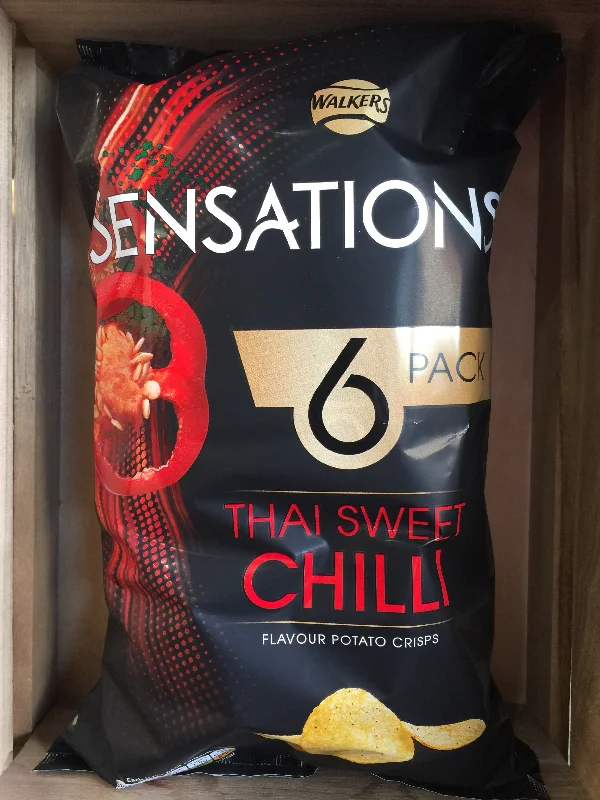 WALKERS
SENSATIONS
6 PACK
THAI SWEET
CHILLI
FLAVOUR POTATO CRISPS